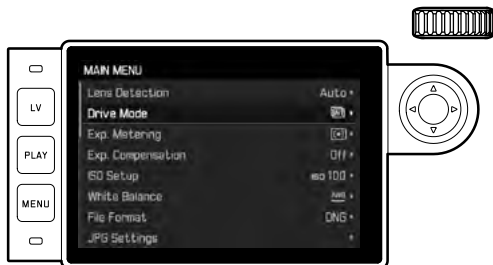 MAIN MENU
Lens Detection Auto
Drive Mode
Exp. Metering
Exp. Compensation Off
ISO Setup ISO 100
White Balance AWB
File Format DNG
JPG Settings
LV
PLAY
MENU